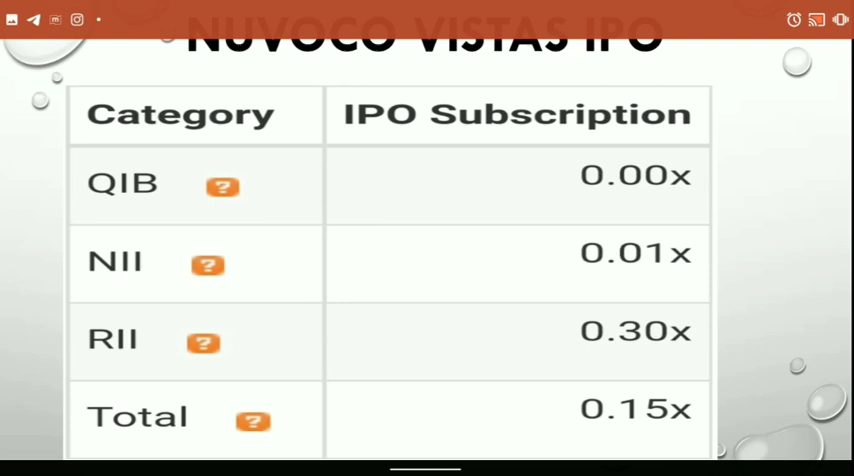 NUVOCO VISTAS IPO
Category IPO Subscription
QIB ? 0.00x
NII ? 0.01x
RII ? 0.30x
Total ? 0.15x